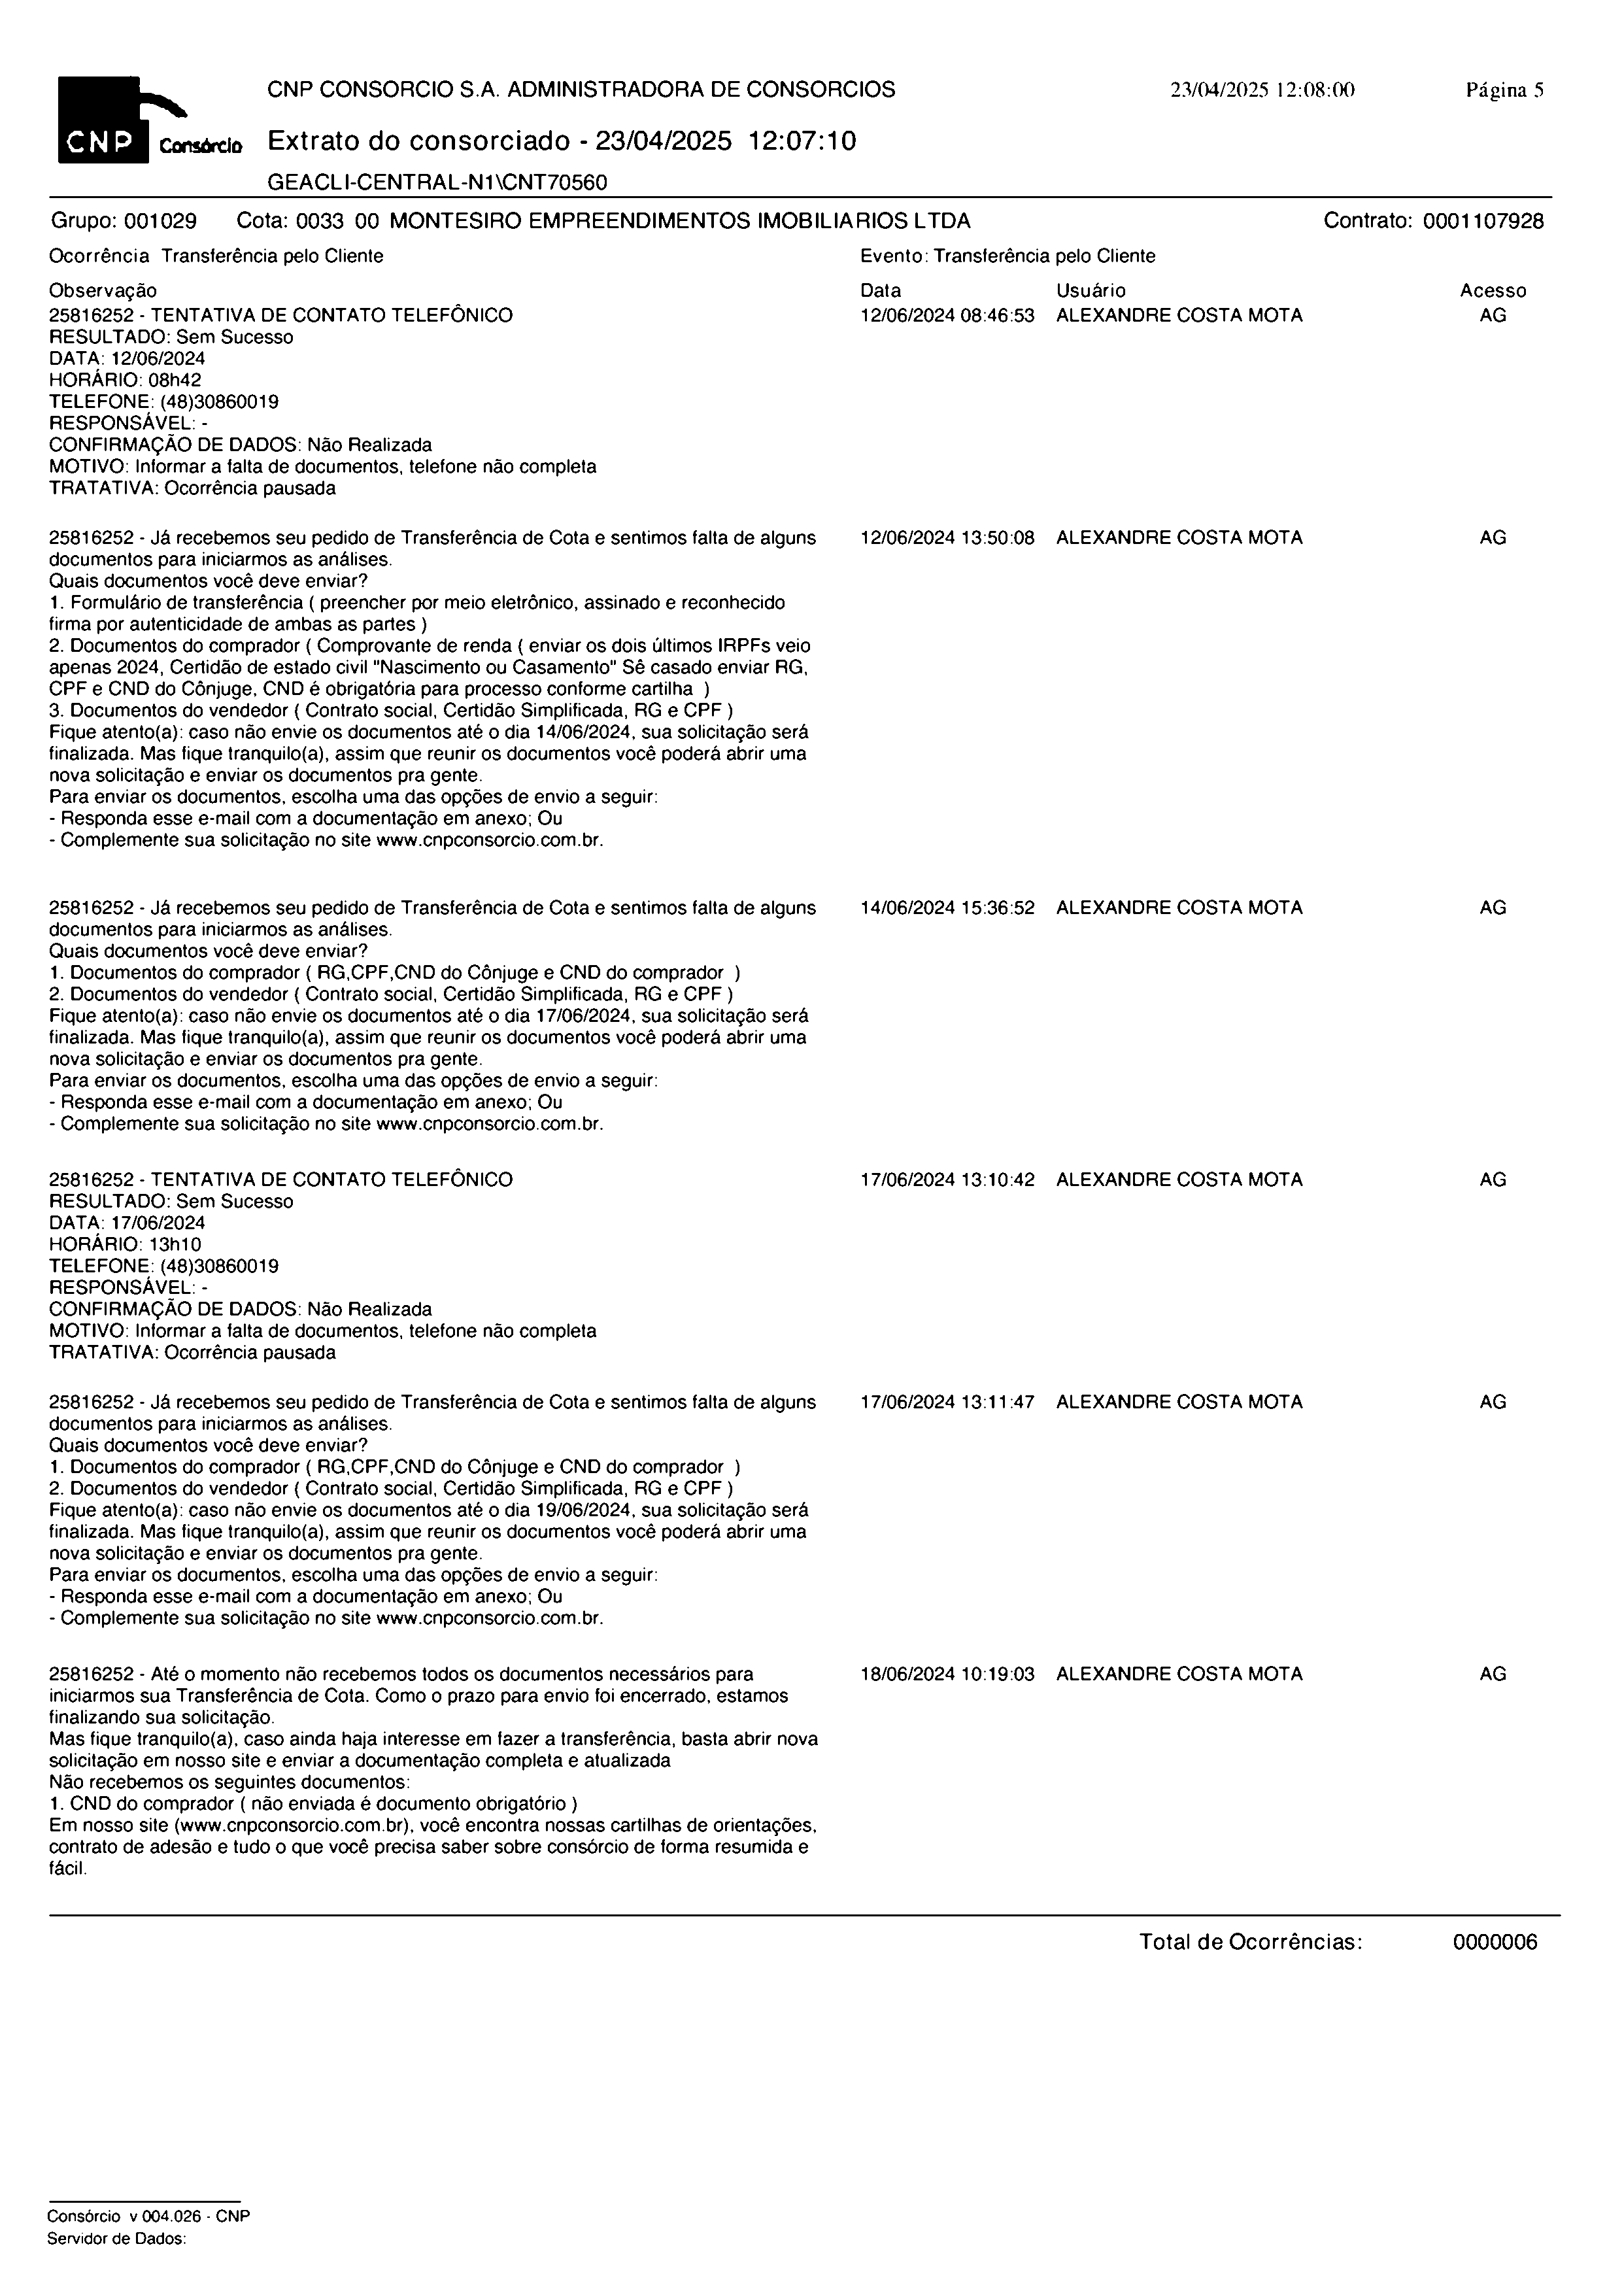 CNP Consórcio
CNP CONSORCIO S.A. ADMINISTRADORA DE CONSORCIOS 23/04/2025 12:08:00 Página 5
Extrato do consorciado - 23/04/2025 12:07:10
GEACLI-CENTRAL-N1\CNT70560
Grupo: 001029 Cota: 0033 00 MONTESIRO EMPREENDIMENTOS IMOBILIARIOS LTDA Contrato: 0001107928
Ocorrência Transferência pelo Cliente Evento: Transferência pelo Cliente
Observação Data Usuário Acesso
25816252 - TENTATIVA DE CONTATO TELEFÔNICO 12/06/2024 08:46:53 ALEXANDRE COSTA MOTA AG
RESULTADO: Sem Sucesso
DATA: 12/06/2024
HORÁRIO: 08h42
TELEFONE: (48)30860019
RESPONSÁVEL: -
CONFIRMAÇÃO DE DADOS: Não Realizada
MOTIVO: Informar a falta de documentos, telefone não completa
TRATATIVA: Ocorrência pausada
25816252 - Já recebemos seu pedido de Transferência de Cota e sentimos falta de alguns 12/06/2024 13:50:08 ALEXANDRE COSTA MOTA AG
documentos para iniciarmos as análises.
Quais documentos você deve enviar?
1. Formulário de transferência ( preencher por meio eletrônico, assinado e reconhecido
firma por autenticidade de ambas as partes )
2. Documentos do comprador ( Comprovante de renda ( enviar os dois últimos IRPFs veio
apenas 2024, Certidão de estado civil "Nascimento ou Casamento" Sê casado enviar RG,
CPF e CND do Cônjuge, CND é obrigatória para processo conforme cartilha )
3. Documentos do vendedor ( Contrato social, Certidão Simplificada, RG e CPF )
Fique atento(a): caso não envie os documentos até o dia 14/06/2024, sua solicitação será
finalizada. Mas fique tranquilo(a), assim que reunir os documentos você poderá abrir uma
nova solicitação e enviar os documentos pra gente.
Para enviar os documentos, escolha uma das opções de envio a seguir:
- Responda esse e-mail com a documentação em anexo; Ou
- Complemente sua solicitação no site www.cnpconsorcio.com.br.
25816252 - Já recebemos seu pedido de Transferência de Cota e sentimos falta de alguns 14/06/2024 15:36:52 ALEXANDRE COSTA MOTA AG
documentos para iniciarmos as análises.
Quais documentos você deve enviar?
1. Documentos do comprador ( RG,CPF,CND do Cônjuge e CND do comprador )
2. Documentos do vendedor ( Contrato social, Certidão Simplificada, RG e CPF )
Fique atento(a): caso não envie os documentos até o dia 17/06/2024, sua solicitação será
finalizada. Mas fique tranquilo(a), assim que reunir os documentos você poderá abrir uma
nova solicitação e enviar os documentos pra gente.
Para enviar os documentos, escolha uma das opções de envio a seguir:
- Responda esse e-mail com a documentação em anexo; Ou
- Complemente sua solicitação no site www.cnpconsorcio.com.br.
25816252 - TENTATIVA DE CONTATO TELEFÔNICO 17/06/2024 13:10:42 ALEXANDRE COSTA MOTA AG
RESULTADO: Sem Sucesso
DATA: 17/06/2024
HORÁRIO: 13h10
TELEFONE: (48)30860019
RESPONSÁVEL: -
CONFIRMAÇÃO DE DADOS: Não Realizada
MOTIVO: Informar a falta de documentos, telefone não completa
TRATATIVA: Ocorrência pausada
25816252 - Já recebemos seu pedido de Transferência de Cota e sentimos falta de alguns 17/06/2024 13:11:47 ALEXANDRE COSTA MOTA AG
documentos para iniciarmos as análises.
Quais documentos você deve enviar?
1. Documentos do comprador ( RG,CPF,CND do Cônjuge e CND do comprador )
2. Documentos do vendedor ( Contrato social, Certidão Simplificada, RG e CPF )
Fique atento(a): caso não envie os documentos até o dia 19/06/2024, sua solicitação será
finalizada. Mas fique tranquilo(a), assim que reunir os documentos você poderá abrir uma
nova solicitação e enviar os documentos pra gente.
Para enviar os documentos, escolha uma das opções de envio a seguir:
- Responda esse e-mail com a documentação em anexo; Ou
- Complemente sua solicitação no site www.cnpconsorcio.com.br.
25816252 - Até o momento não recebemos todos os documentos necessários para 18/06/2024 10:19:03 ALEXANDRE COSTA MOTA AG
iniciarmos sua Transferência de Cota. Como o prazo para envio foi encerrado, estamos
finalizando sua solicitação.
Mas fique tranquilo(a), caso ainda haja interesse em fazer a transferência, basta abrir nova
solicitação em nosso site e enviar a documentação completa e atualizada
Não recebemos os seguintes documentos:
1. CND do comprador ( não enviada é documento obrigatório )
Em nosso site (www.cnpconsorcio.com.br), você encontra nossas cartilhas de orientações,
contrato de adesão e tudo o que você precisa saber sobre consórcio de forma resumida e
fácil.
Total de Ocorrências: 0000006
Consórcio v 004.026 - CNP
Servidor de Dados: